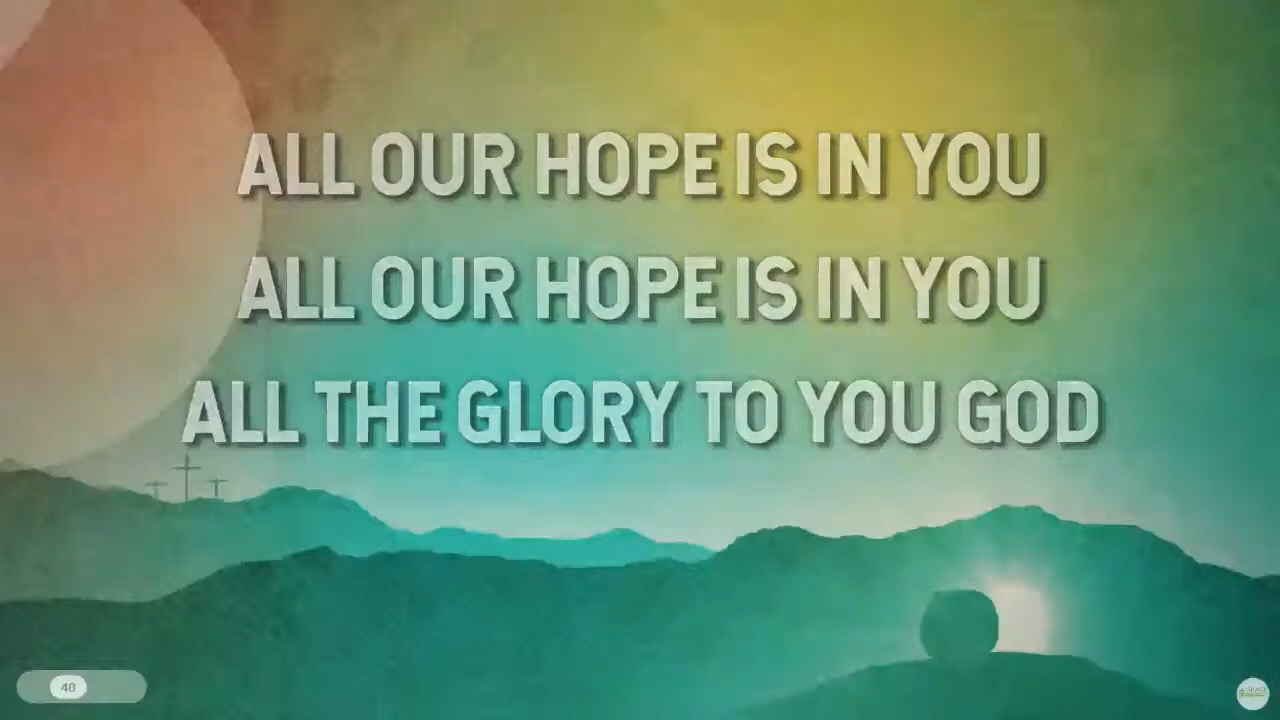 ALL OUR HOPE IS IN YOU
ALL OUR HOPE IS IN YOU
ALL THE GLORY TO YOU GOD
40
GRACE